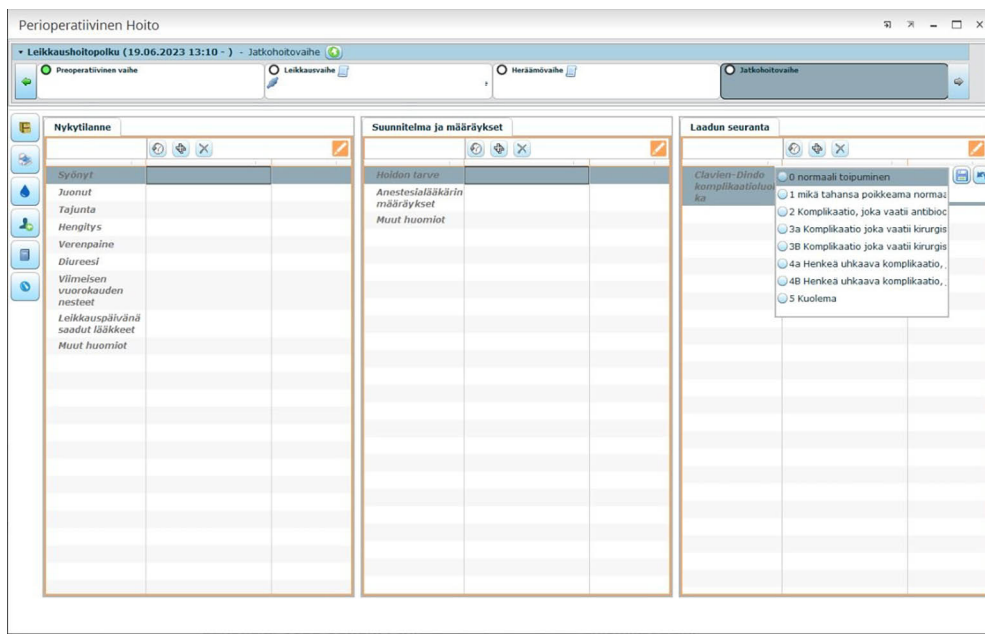 Perioperatiivinen Hoito
Leikkaushoitopolku (19.06.2023 13:10 - ) - Jatkohoitovaihe
Preoperatiivinen vaihe
Leikkausvaihe
Heräämövaihe
Jatkohoitovaihe
Nykytilanne
Syönyt
Juonut
Tajunta
Hengitys
Verenpaine
Diureesi
Viimeisen
vuorokauden
nesteet
Leikkauspäivänä
saadut lääkkeet
Muut huomiot
Suunnitelma ja määräykset
Hoidon tarve
Anestesialääkärin
määräykset
Muut huomiot
Laadun seuranta
Clavien-Dindo
komplikaatioluo
ka
0 normaali toipuminen
1 mikä tahansa poikkeama normaa
2 Komplikaatio, joka vaatii antibioc
3a Komplikaatio joka vaatii kirurgis
3B Komplikaatio joka vaatii kirurgis
4a Henkeä uhkaava komplikaatio,
4B Henkeä uhkaava komplikaatio,
5 Kuolema